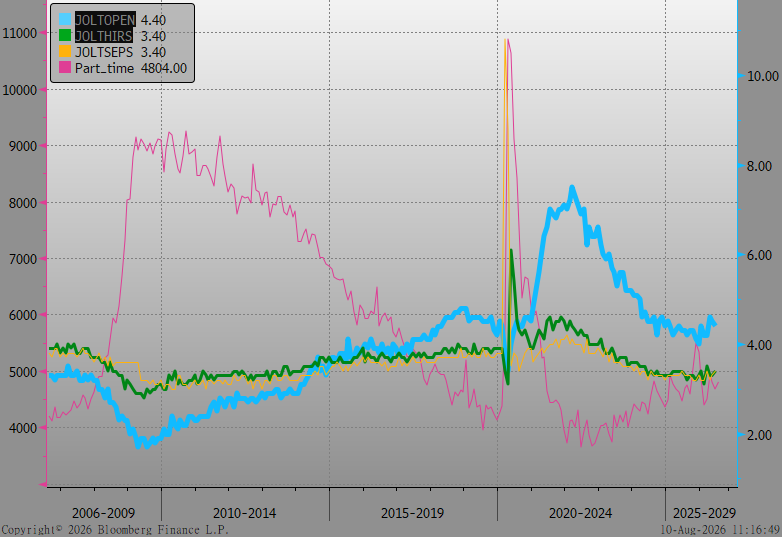 JOLTOPEN 4.40
JOLTHIRS 3.40
JOLTSEPS 3.40
Part_time 4804.00
11000
10000
9000
8000
7000
6000
5000
4000
10.00
8.00
6.00
4.00
2.00
2006-2009 2010-2014 2015-2019 2020-2024 2025-2029
Copyright© 2026 Bloomberg Finance L.P. 10-Aug-2026 11:16:49